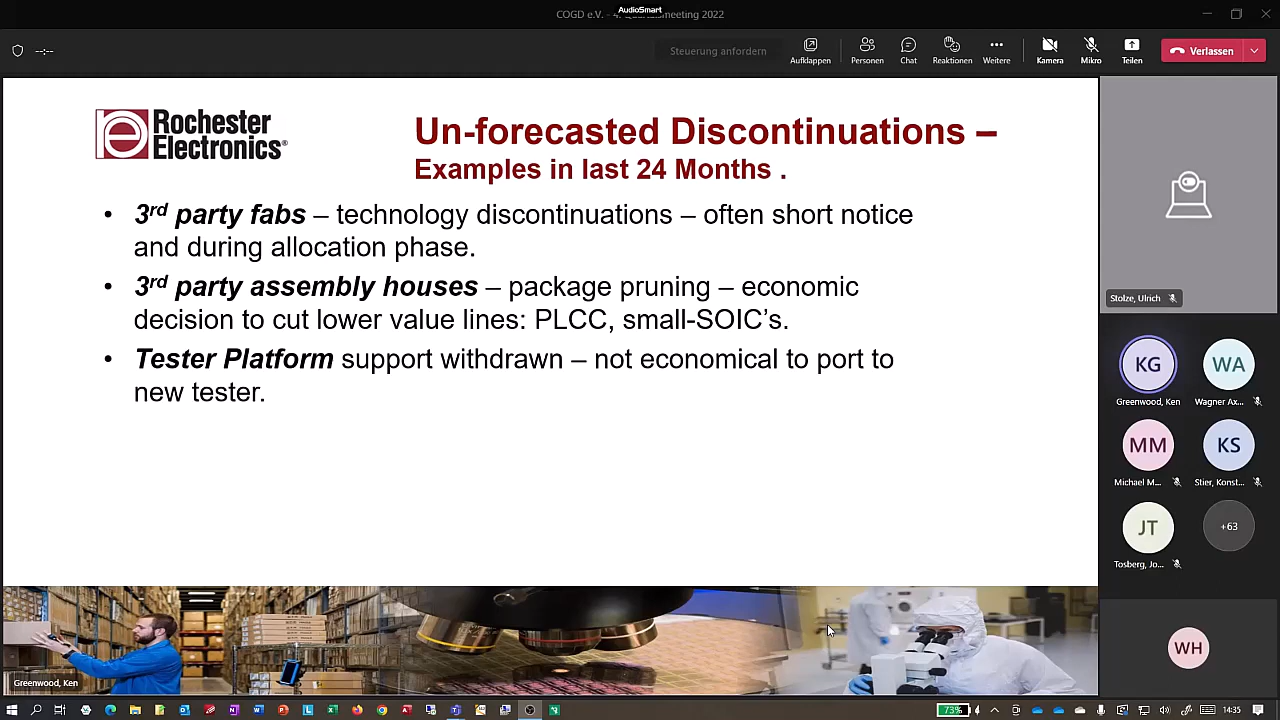 AudioSmart
COGD e.V. - 4. meeting 2022
--:--
Steuerung anfordern
Aufklappen
Personen
Chat
Reaktionen
Weitere
Kamera
Mikro
Teilen
Verlassen
Rochester
Electronics®
Un-forecasted Discontinuations –
Examples in last 24 Months .
• 3rd party fabs – technology discontinuations – often short notice
and during allocation phase.
• 3rd party assembly houses – package pruning – economic
decision to cut lower value lines: PLCC, small-SOIC's.
• Tester Platform support withdrawn – not economical to port to
new tester.
Stolze, Ulrich
KG
WA
Greenwood, Ken
Wagner Ax...
MM
KS
Michael M...
Stier, Konst...
JT
+63
Tosberg, Jo...
WH
Greenwood, Ken
73%
14:35